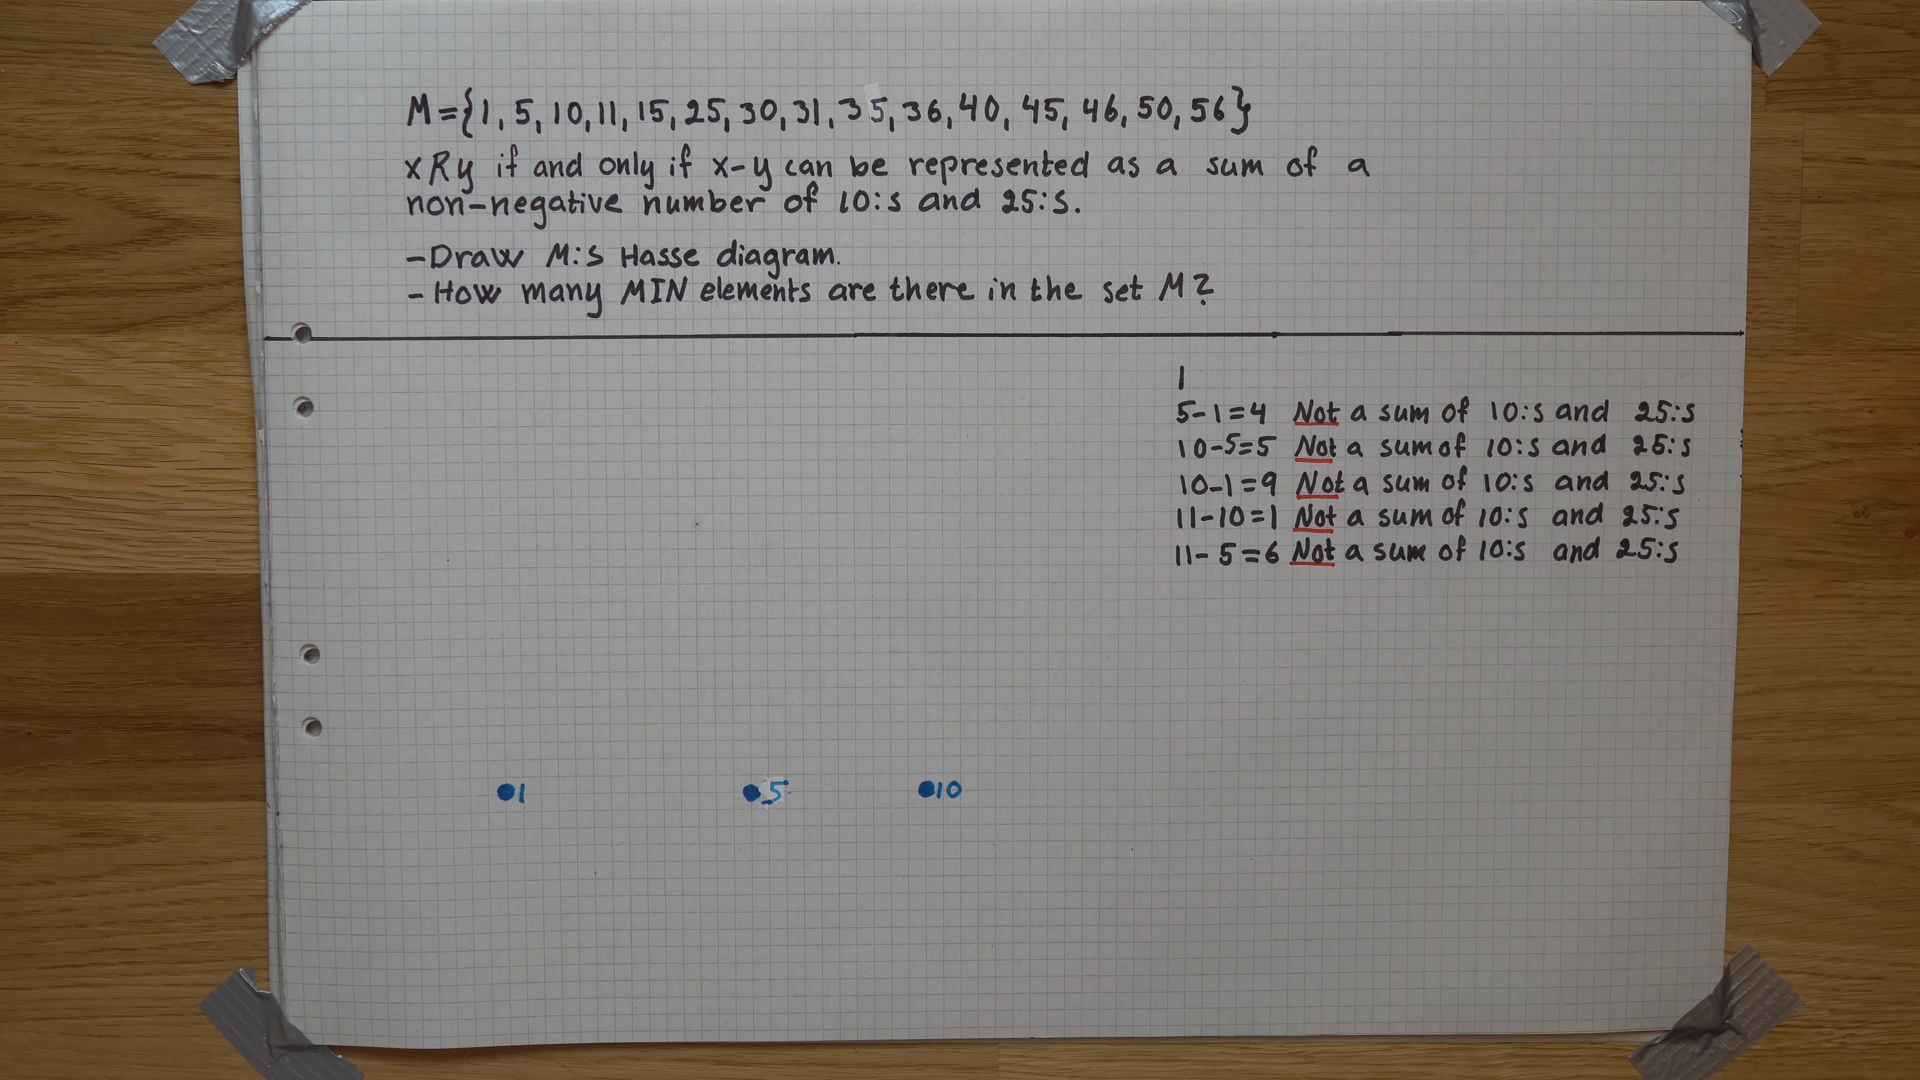 M={1, 5, 10, 11, 15, 25, 30, 31, 35, 36, 40, 45, 46, 50, 56}
xRy if and only if x-y can be represented as a sum of a
non-negative number of 10:s and 25:s.
-Draw M:s Hasse diagram.
-How many MIN elements are there in the set M?
1
5-1=4 Not a sum of 10:s and 25:s
10-5=5 Not a sum of 10:s and 25:s
10-1=9 Not a sum of 10:s and 25:s
11-10=1 Not a sum of 10:s and 25:s
11-5=6 Not a sum of 10:s and 25:s
1 5 10